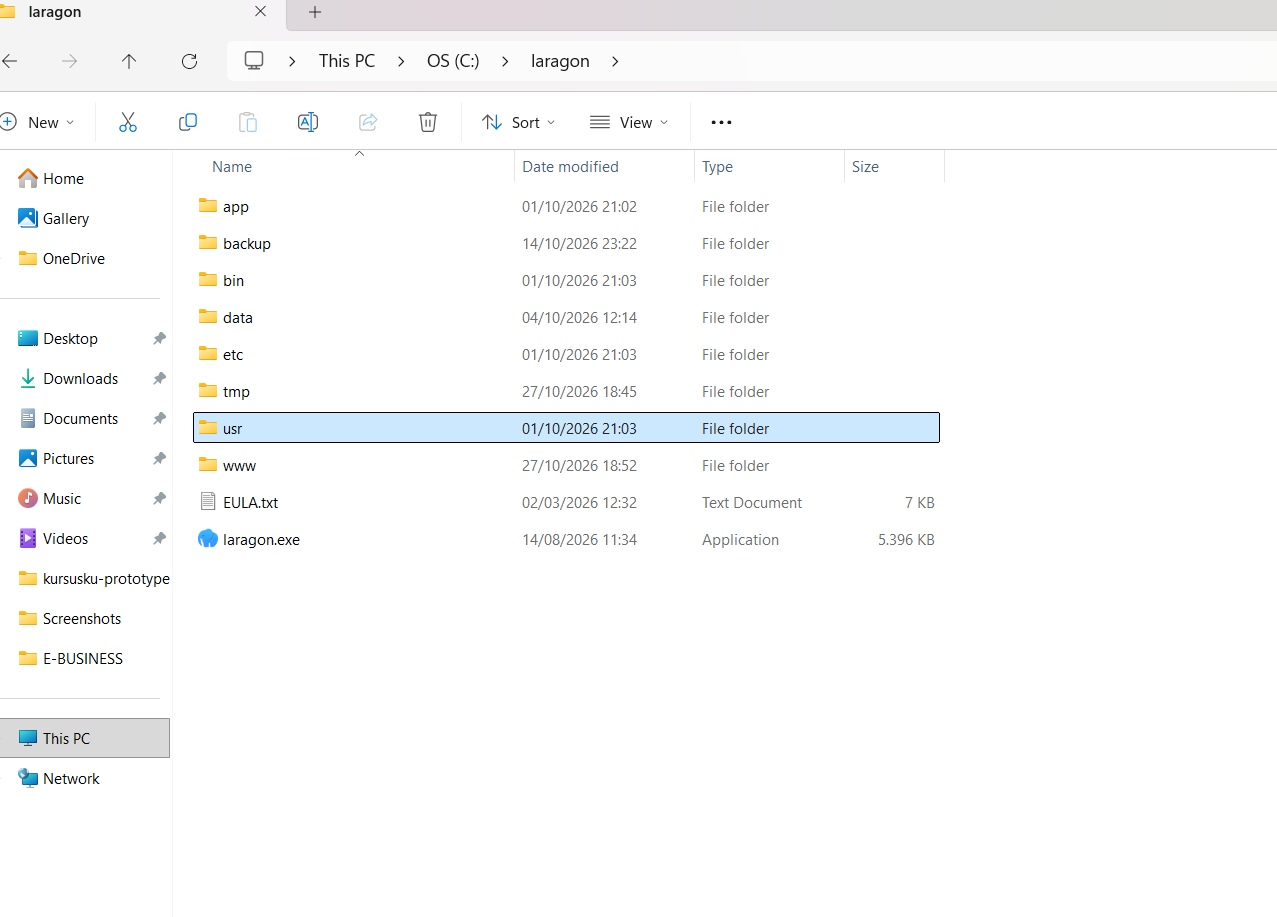 laragon
This PC OS (C:) laragon
New Sort View
Name Date modified Type Size
Home
Gallery
OneDrive
Desktop
Downloads
Documents
Pictures
Music
Videos
kursusku-prototype
Screenshots
E-BUSINESS
This PC
Network
app 01/10/2026 21:02 File folder
backup 14/10/2026 23:22 File folder
bin 01/10/2026 21:03 File folder
data 04/10/2026 12:14 File folder
etc 01/10/2026 21:03 File folder
tmp 27/10/2026 18:45 File folder
usr 01/10/2026 21:03 File folder
www 27/10/2026 18:52 File folder
EULA.txt 02/03/2026 12:32 Text Document 7 KB
laragon.exe 14/08/2026 11:34 Application 5.396 KB